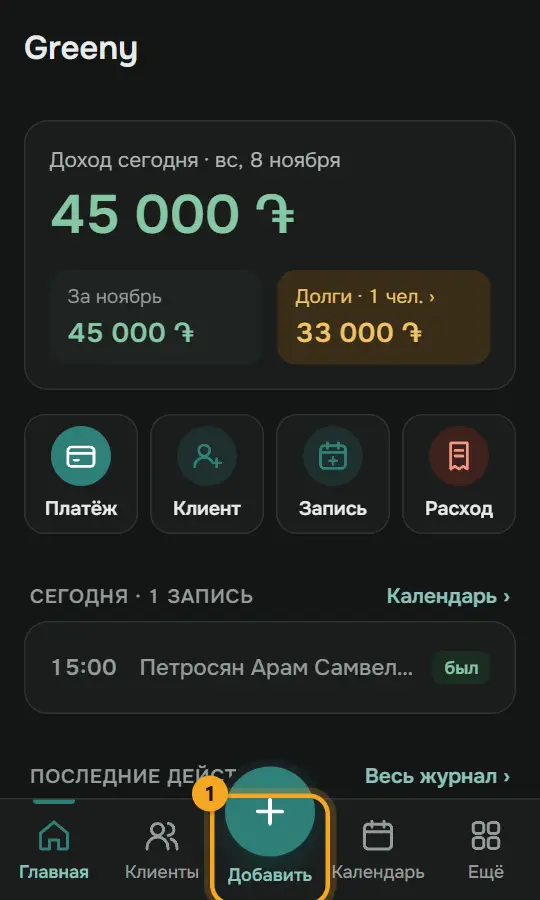 Greeny
Доход сегодня · вс, 8 ноября
45 000 ֏
За ноябрь
45 000 ֏
Долги · 1 чел. ›
33 000 ֏
Платёж
Клиент
Запись
Расход
СЕГОДНЯ · 1 ЗАПИСЬ
Календарь ›
15:00 Петросян Арам Самвел... был
ПОСЛЕДНИЕ ДЕЙСТ
Весь журнал ›
1
Главная
Клиенты
Добавить
Календарь
Ещё